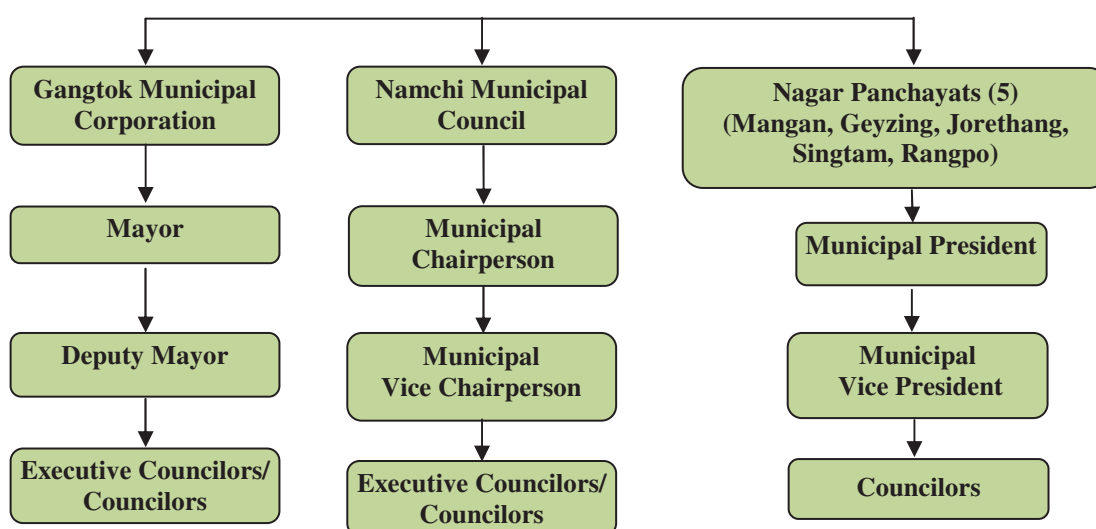 Gangtok Municipal
Corporation
Namchi Municipal
Council
Nagar Panchayats (5)
(Mangan, Geyzing, Jorethang,
Singtam, Rangpo)
Mayor
Municipal
Chairperson
Municipal President
Deputy Mayor
Municipal
Vice Chairperson
Municipal
Vice President
Executive Councilors/
Councilors
Executive Councilors/
Councilors
Councilors